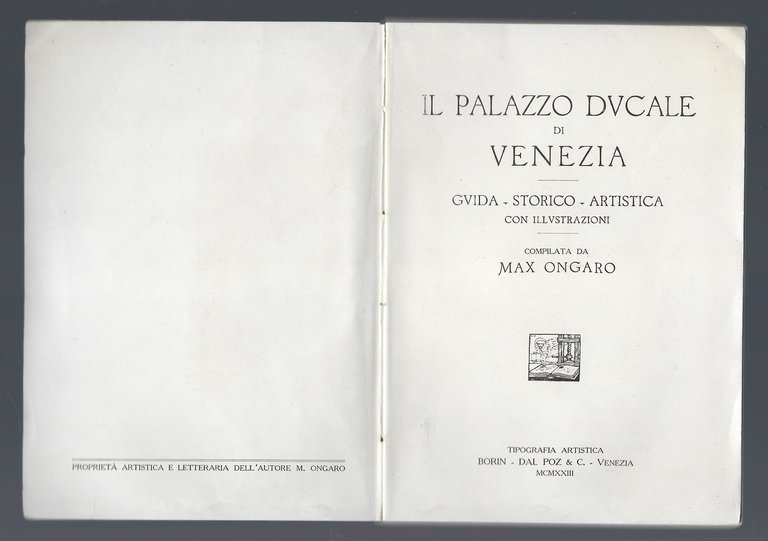 PROPRIETÀ ARTISTICA E LETTERARIA DELL'AUTORE M. ONGARO
IL PALAZZO DVCALE
DI
VENEZIA
GVIDA - STORICO - ARTISTICA
CON ILLVSTRAZIONI
COMPILATA DA
MAX ONGARO
TIPOGRAFIA ARTISTICA
BORIN - DAL POZ & C. - VENEZIA
MCMXXIII